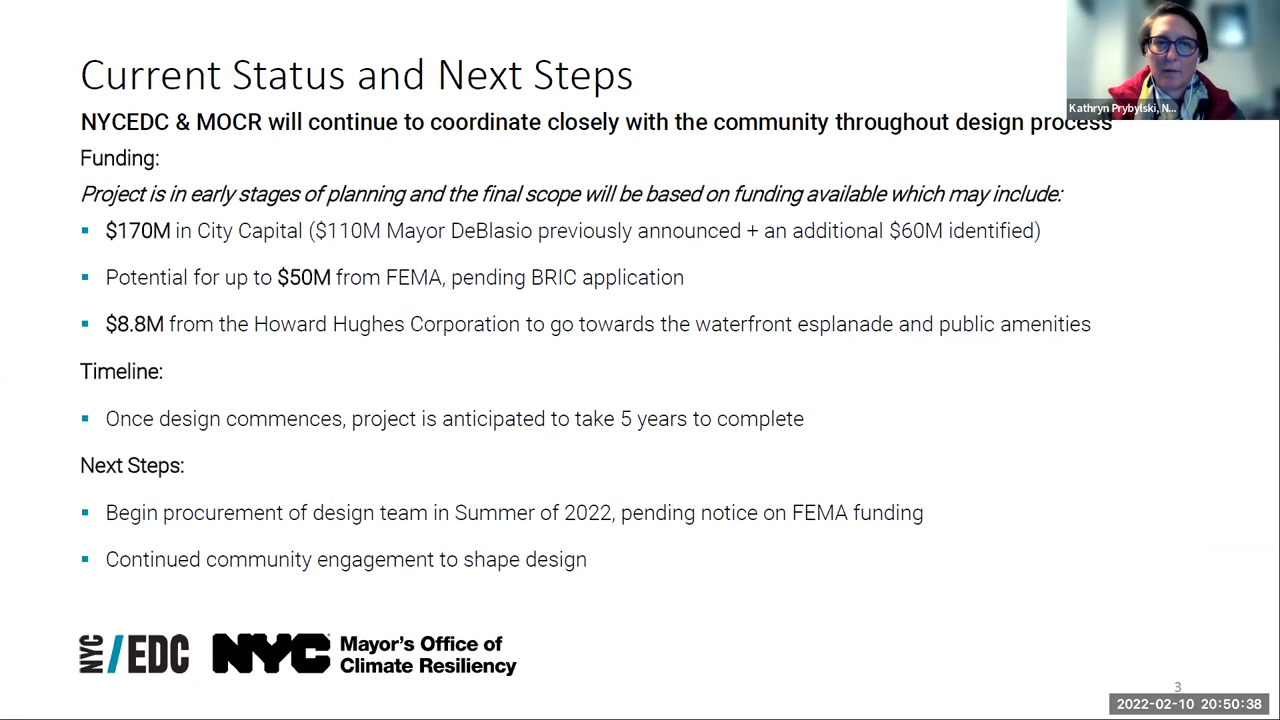 Current Status and Next Steps
Kathryn Prybylski, N...
NYCEDC & MOCR will continue to coordinate closely with the community throughout design process
Funding:
Project is in early stages of planning and the final scope will be based on funding available which may include:
▪ $170M in City Capital ($110M Mayor DeBlasio previously announced + an additional $60M identified)
▪ Potential for up to $50M from FEMA, pending BRIC application
▪ $8.8M from the Howard Hughes Corporation to go towards the waterfront esplanade and public amenities
Timeline:
▪ Once design commences, project is anticipated to take 5 years to complete
Next Steps:
▪ Begin procurement of design team in Summer of 2022, pending notice on FEMA funding
▪ Continued community engagement to shape design
NYC / EDC
NYC
Mayor's Office of
Climate Resiliency
3
2022-02-10 20:50:38